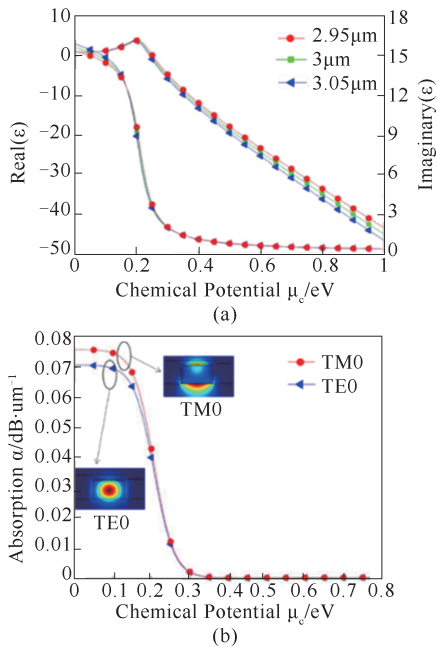 10
0
−10
−20
−30
−40
−50
Real(ε)
18
15
12
9
6
3
0
Imaginary(ε)
2.95μm
3μm
3.05μm
0
0.2
0.4
0.6
0.8
1
Chemical Potential μc/eV
(a)
0.08
0.07
0.06
0.05
0.04
0.03
0.02
0.01
0
Absorption α/dB·um⁻¹
TM0
TE0
TM0
TE0
0
0.1
0.2
0.3
0.4
0.5
0.6
0.8
Chemical Potential μc/eV
(b)